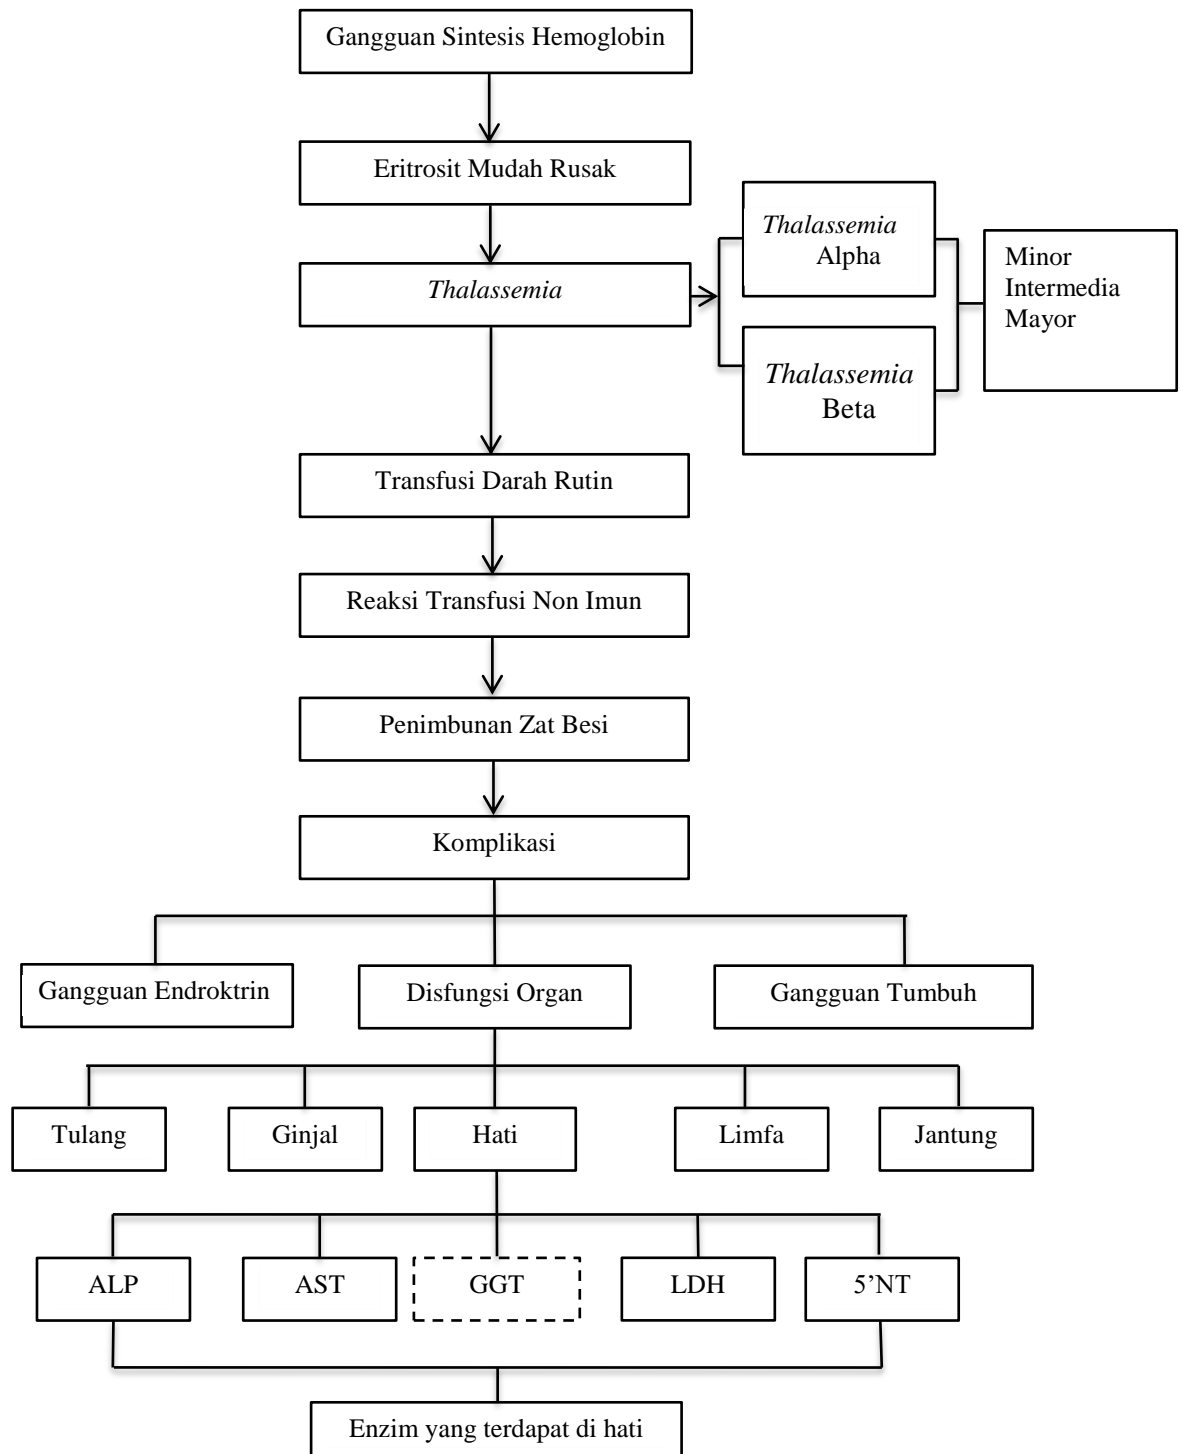 Gangguan Sintesis Hemoglobin
Eritrosit Mudah Rusak
Thalassemia
Thalassemia
Alpha
Thalassemia
Beta
Minor
Intermedia
Mayor
Transfusi Darah Rutin
Reaksi Transfusi Non Imun
Penimbunan Zat Besi
Komplikasi
Gangguan Endroktrin
Disfungsi Organ
Gangguan Tumbuh
Tulang
Ginjal
Hati
Limfa
Jantung
ALP
AST
GGT
LDH
5’NT
Enzim yang terdapat di hati